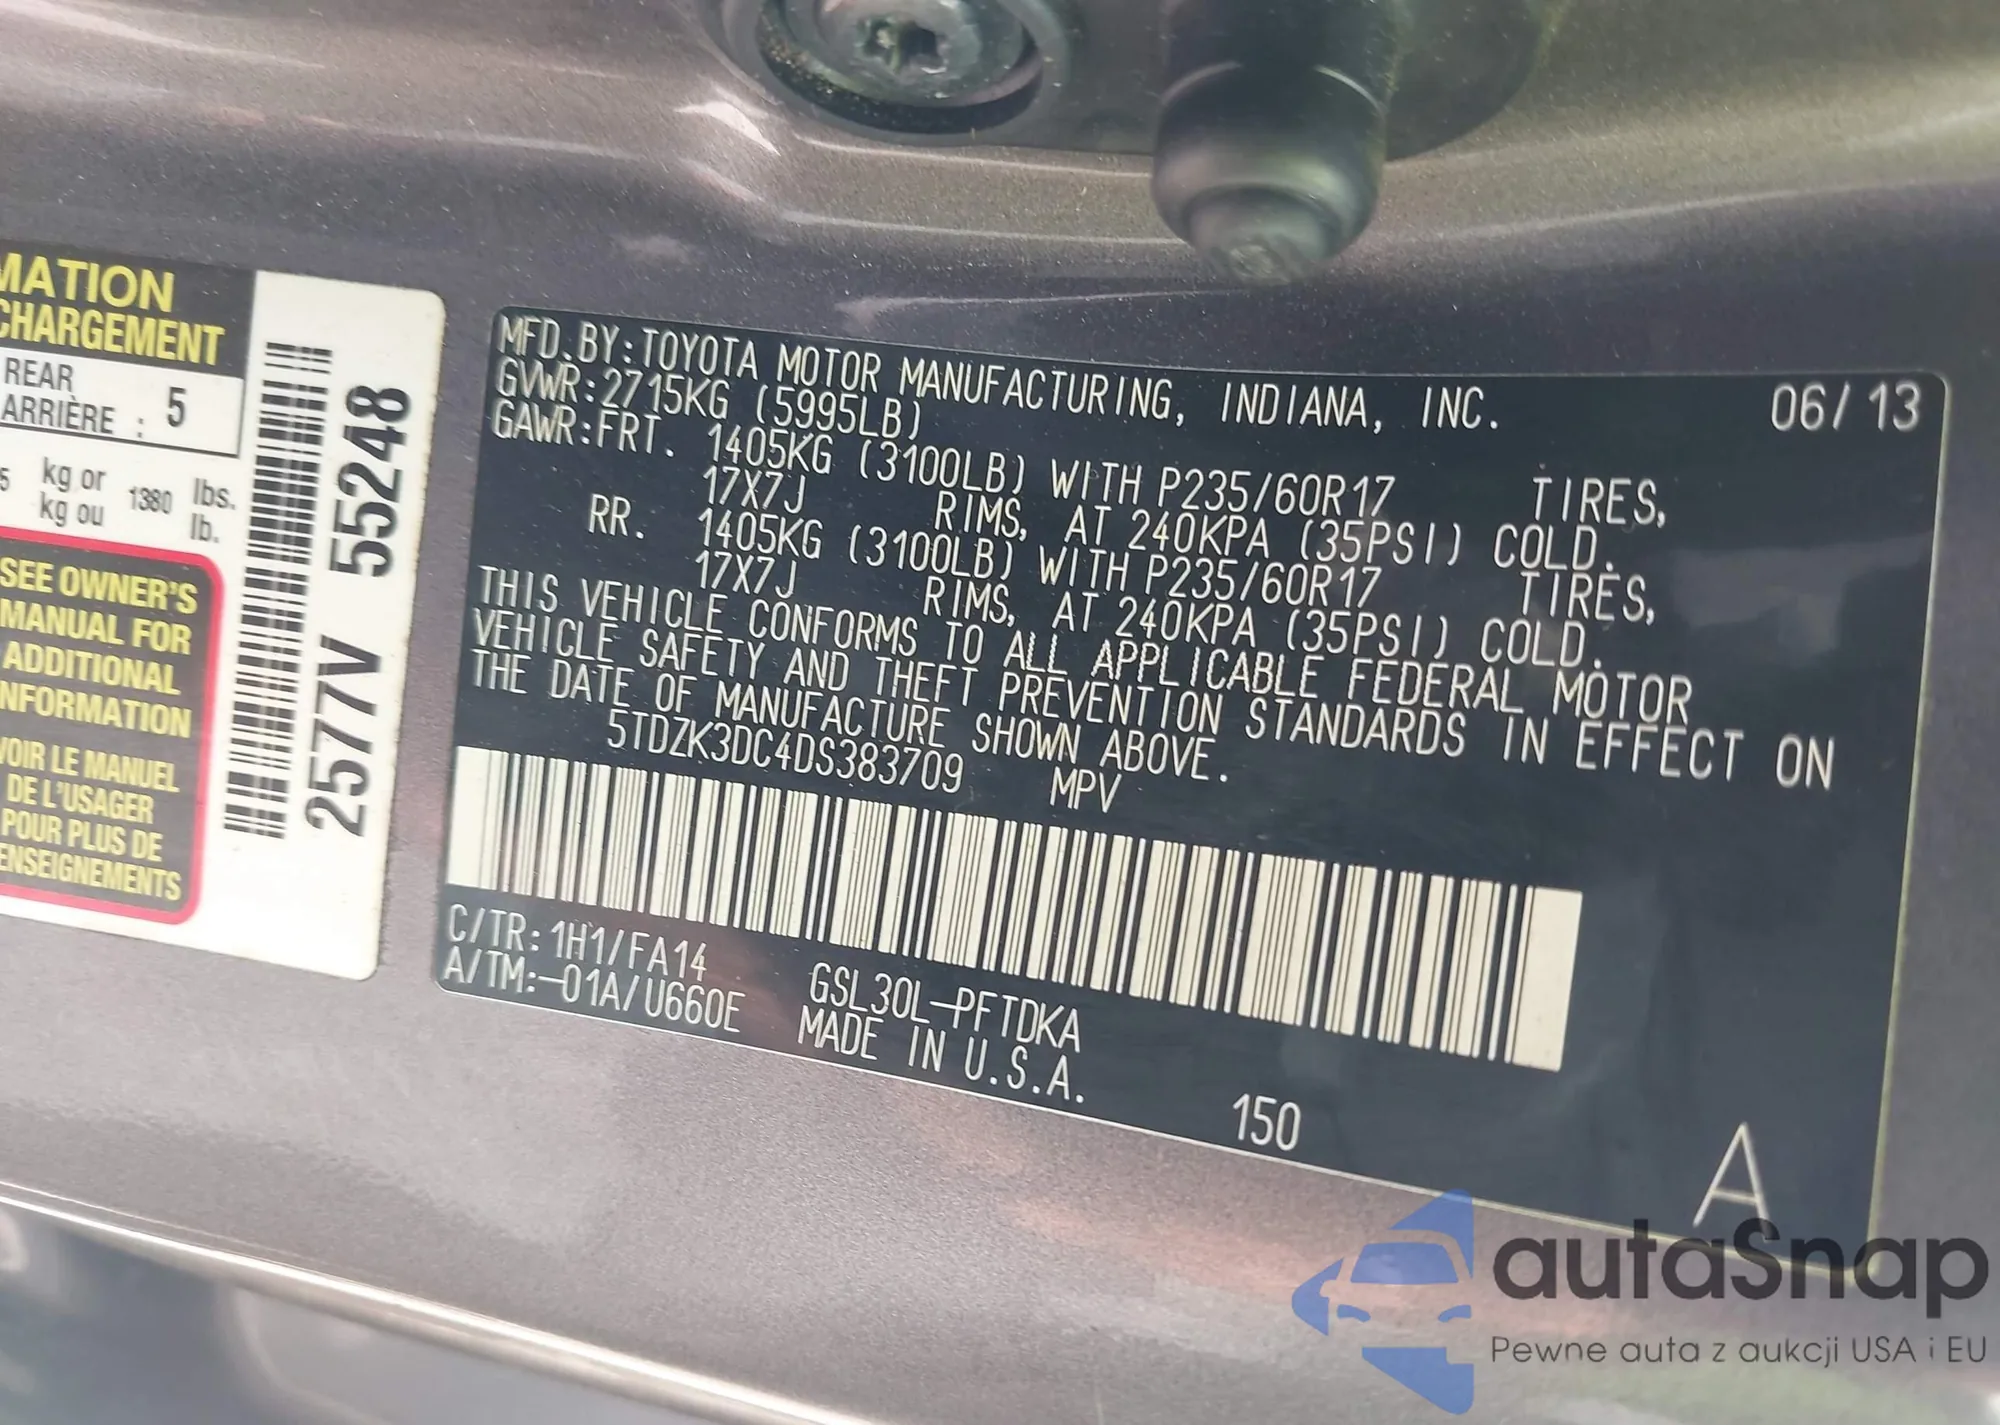 MATION
CHARGEMENT
REAR
ARRIÈRE : 5
kg or 1380 lbs.
kg ou lb.
SEE OWNER'S
MANUAL FOR
ADDITIONAL
NFORMATION
VOIR LE MANUEL
DE L'USAGER
POUR PLUS DE
ENSEIGNEMENTS
2577V 55248
MFD.BY:TOYOTA MOTOR MANUFACTURING, INDIANA, INC. 06/13
GVWR:2715KG (5995LB)
GAWR:FRT. 1405KG (3100LB) WITH P235/60R17 TIRES,
17X7J RIMS, AT 240KPA (35PSI) COLD.
RR. 1405KG (3100LB) WITH P235/60R17 TIRES,
17X7J RIMS, AT 240KPA (35PSI) COLD.
THIS VEHICLE CONFORMS TO ALL APPLICABLE FEDERAL MOTOR
VEHICLE SAFETY AND THEFT PREVENTION STANDARDS IN EFFECT ON
THE DATE OF MANUFACTURE SHOWN ABOVE.
5TDZK3DC4DS383709 MPV
C/TR:1H1/FA14 GSL30L-PFTDKA
A/TM:-01A/U660E MADE IN U.S.A.
150
A
autaSnap
Pewne auta z aukcji USA i EU